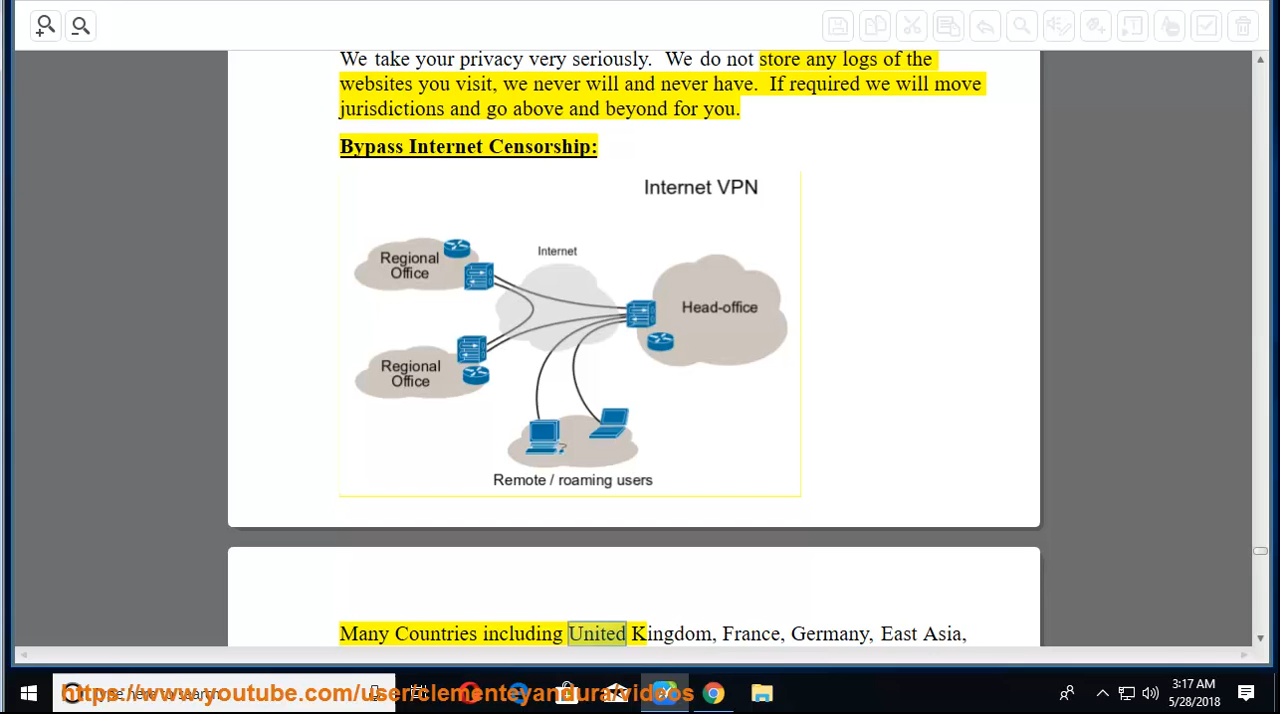 We take your privacy very seriously. We do not store any logs of the
websites you visit, we never will and never have. If required we will move
jurisdictions and go above and beyond for you.
Bypass Internet Censorship:
Internet VPN
Internet
Regional
Office
Head-office
Regional
Office
Remote / roaming users
Many Countries including United Kingdom, France, Germany, East Asia,
https://www.youtube.com/user/clementeyandura/videos
3:17 AM
5/28/2018